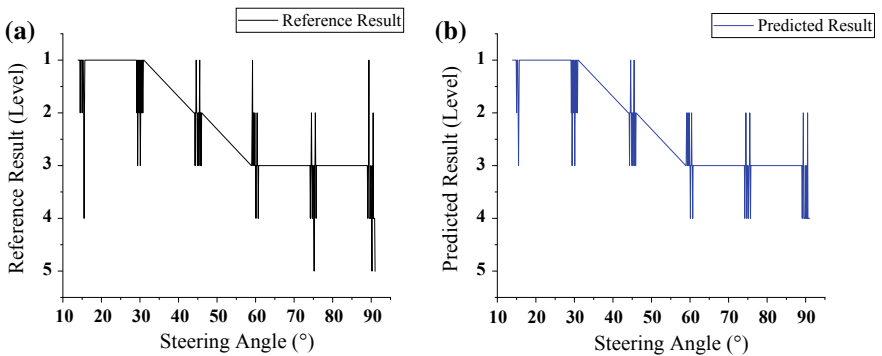 (a)
Reference Result
Reference Result (Level)
1
2
3
4
5
10 20 30 40 50 60 70 80 90
Steering Angle (°)
(b)
Predicted Result
Predicted Result (Level)
1
2
3
4
5
10 20 30 40 50 60 70 80 90
Steering Angle (°)